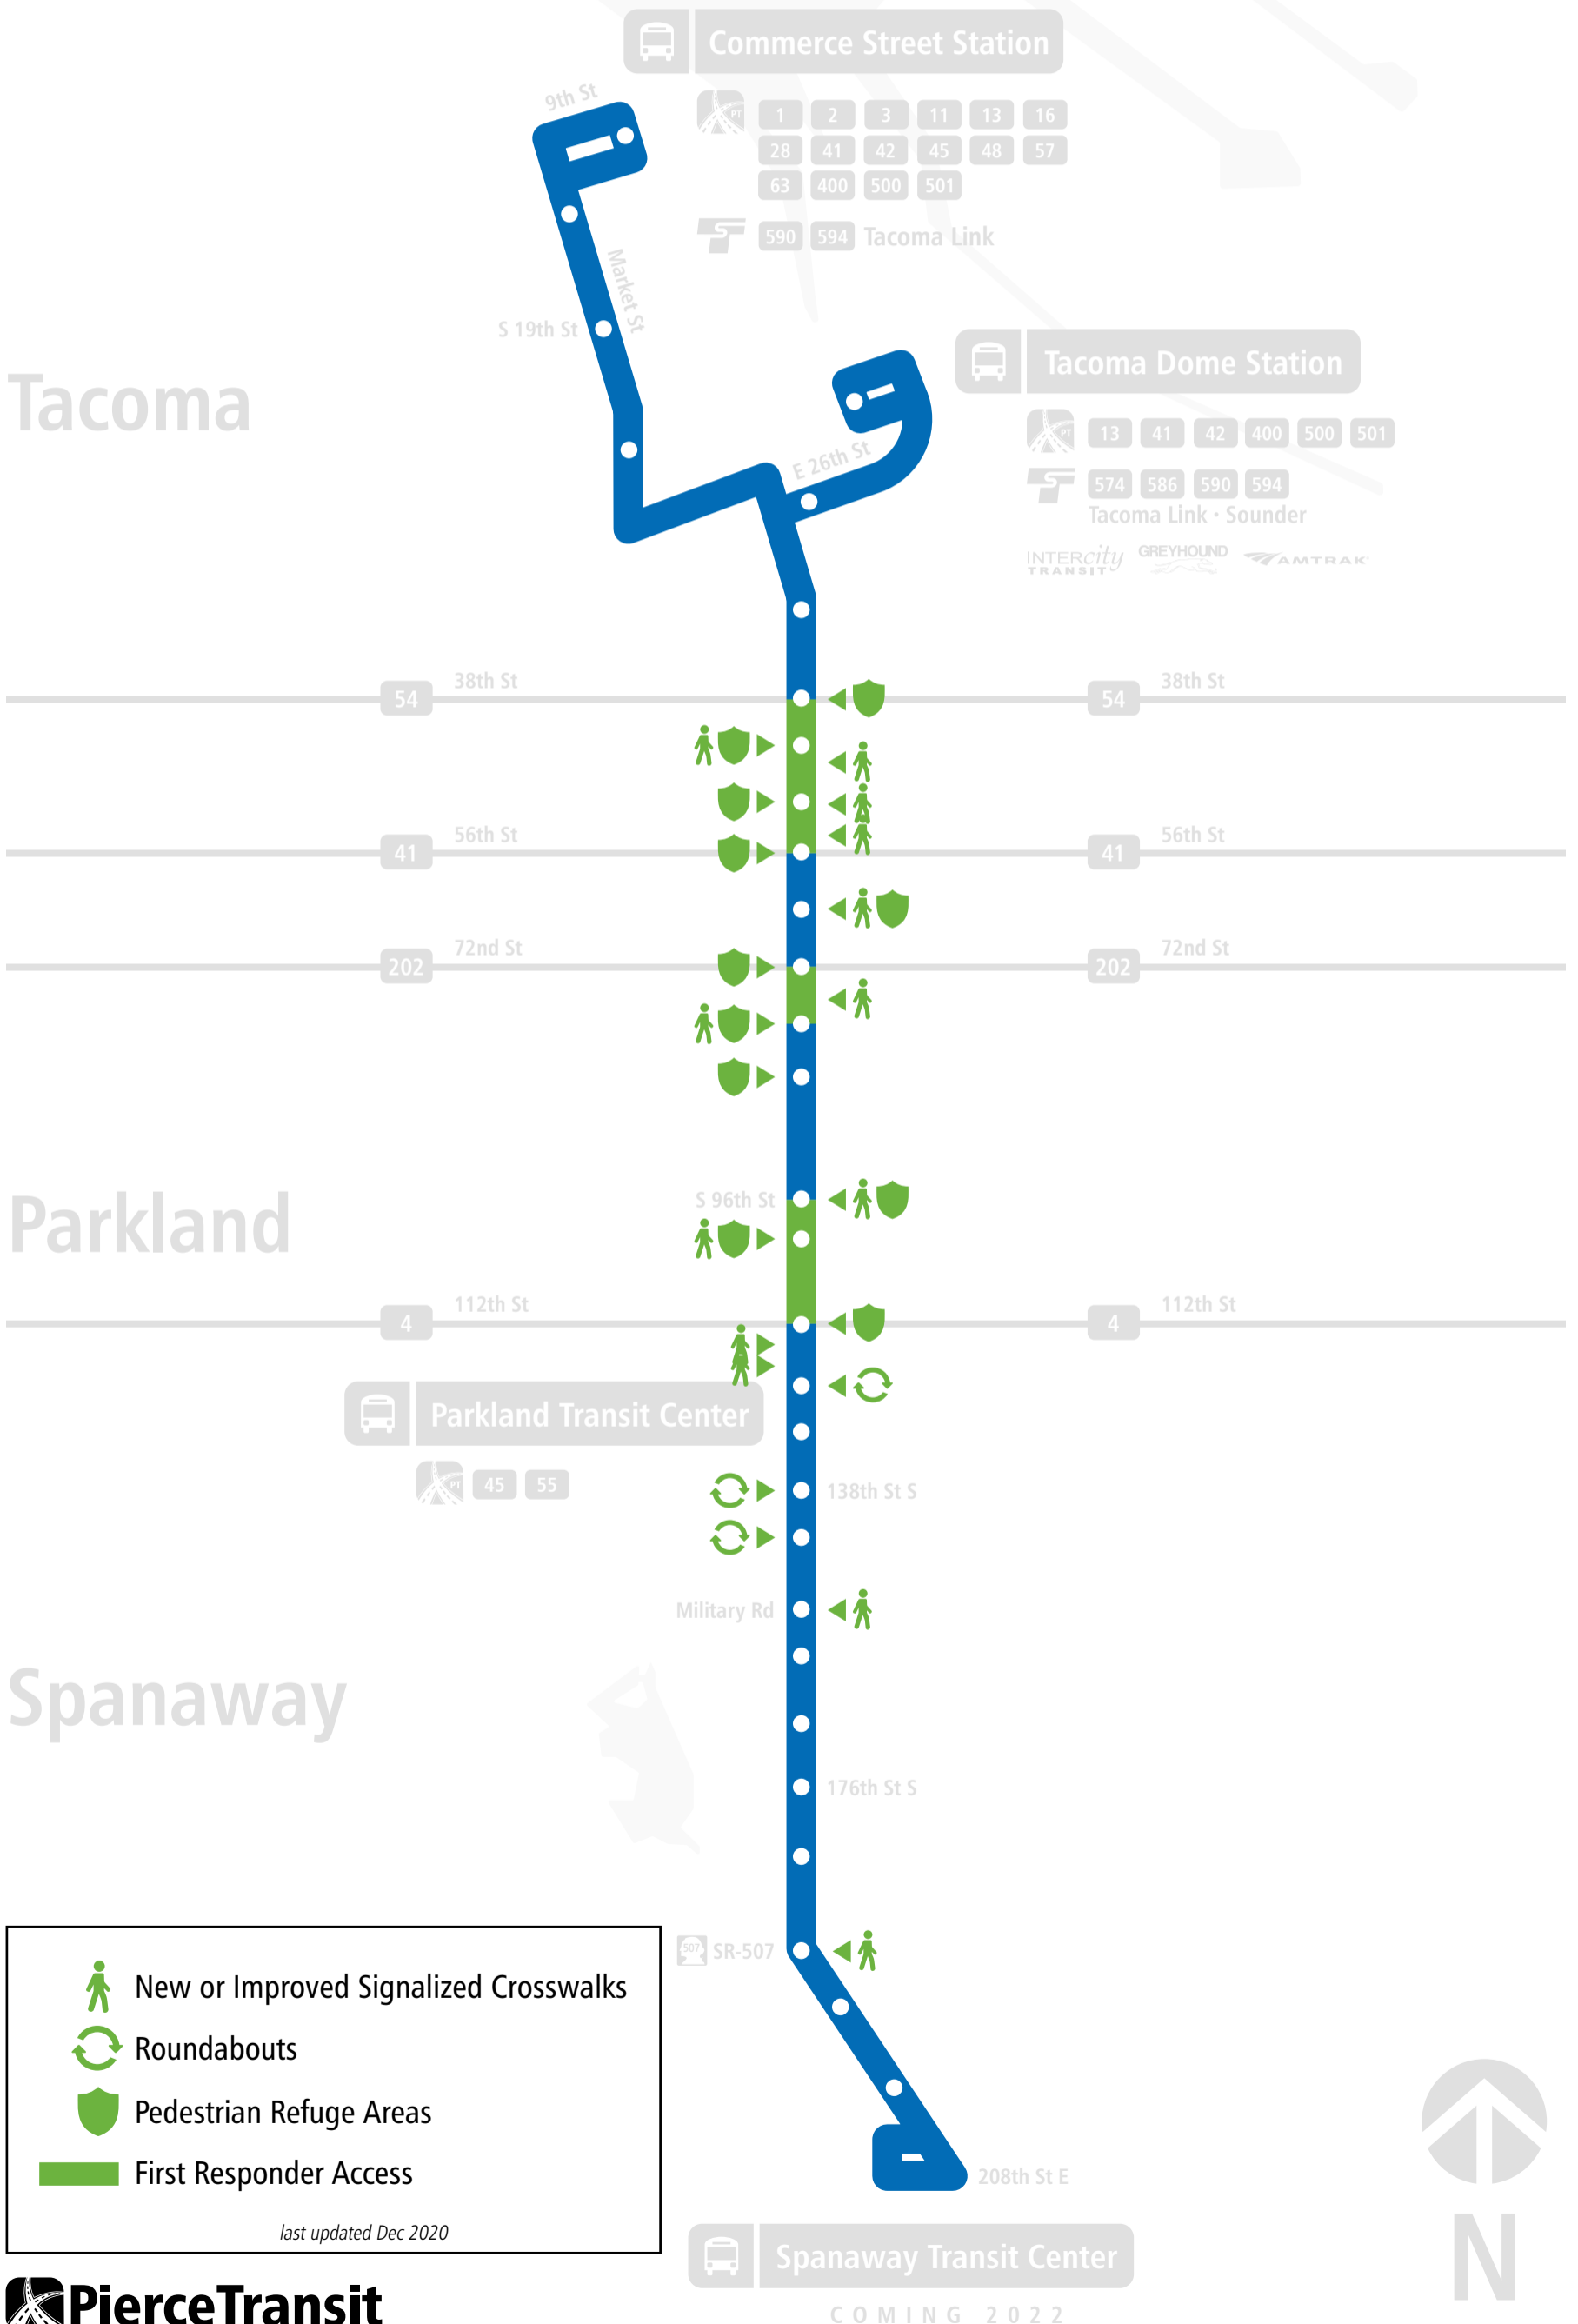 Commerce Street Station
9th St
PT 1 2 3 11 13 16
28 41 42 45 48 57
63 400 500 501
590 594 Tacoma Link
Market St
S 19th St
Tacoma Dome Station
Tacoma
PT 13 41 42 400 500 501
E 26th St
574 586 590 594
Tacoma Link · Sounder
INTERcity TRANSIT
GREYHOUND
AMTRAK
38th St
54
38th St
54
56th St
41
56th St
41
72nd St
202
72nd St
202
Parkland
S 96th St
112th St
4
112th St
4
Parkland Transit Center
PT 45 55
138th St S
Military Rd
Spanaway
176th St S
507 SR-507
New or Improved Signalized Crosswalks
Roundabouts
Pedestrian Refuge Areas
First Responder Access
last updated Dec 2020
208th St E
Spanaway Transit Center
COMING 2022
N
PierceTransit